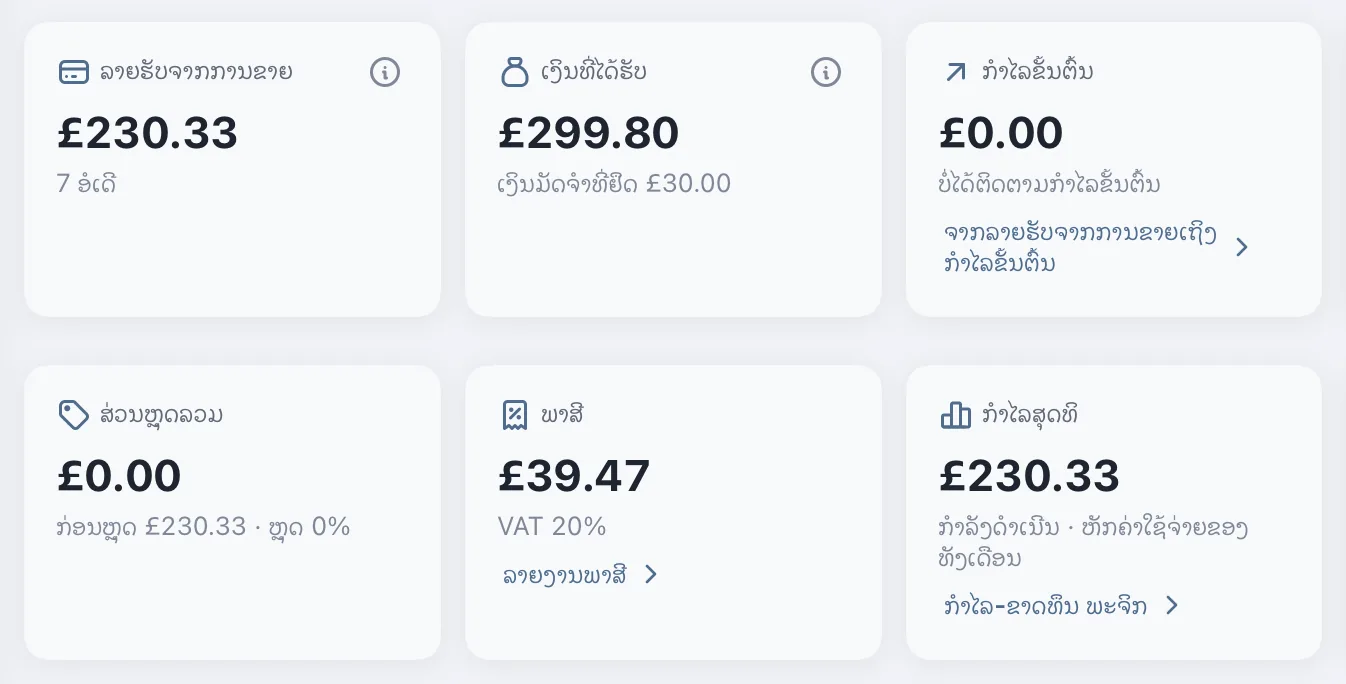 ລາຍຮັບຈາກການຂາຍ
£230.33
7 ອໍເດີ
ເງິນທີ່ໄດ້ຮັບ
£299.80
ເງິນມັດຈຳທີ່ຢຶດ £30.00
ກຳໄລຂັ້ນຕົ້ນ
£0.00
ບໍ່ໄດ້ຕິດຕາມກຳໄລຂັ້ນຕົ້ນ
ຈາກລາຍຮັບຈາກການຂາຍເຖິງ
ກຳໄລຂັ້ນຕົ້ນ
ສ່ວນຫຼຸດລວມ
£0.00
ກ່ອນຫຼຸດ £230.33 · ຫຼຸດ 0%
ພາສີ
£39.47
VAT 20%
ລາຍງານພາສີ
ກຳໄລສຸດທິ
£230.33
ກຳລັງດຳເນີນ · ຫັກຄ່າໃຊ້ຈ່າຍຂອງ
ທັງເດືອນ
ກຳໄລ-ຂາດທຶນ ພະຈິກ